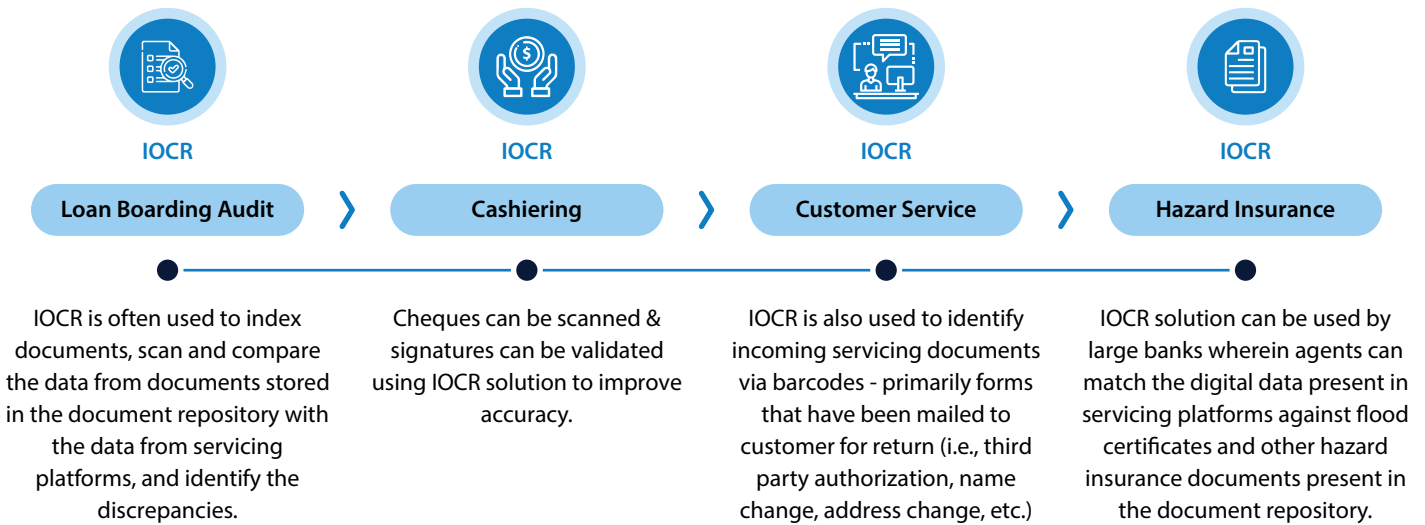 IOCR
Loan Boarding Audit
IOCR is often used to index
documents, scan and compare
the data from documents stored
in the document repository with
the data from servicing
platforms, and identify the
discrepancies.
IOCR
Cashiering
Cheques can be scanned &
signatures can be validated
using IOCR solution to improve
accuracy.
IOCR
Customer Service
IOCR is also used to identify
incoming servicing documents
via barcodes - primarily forms
that have been mailed to
customer for return (i.e., third
party authorization, name
change, address change, etc.)
IOCR
Hazard Insurance
IOCR solution can be used by
large banks wherein agents can
match the digital data present in
servicing platforms against flood
certificates and other hazard
insurance documents present in
the document repository.